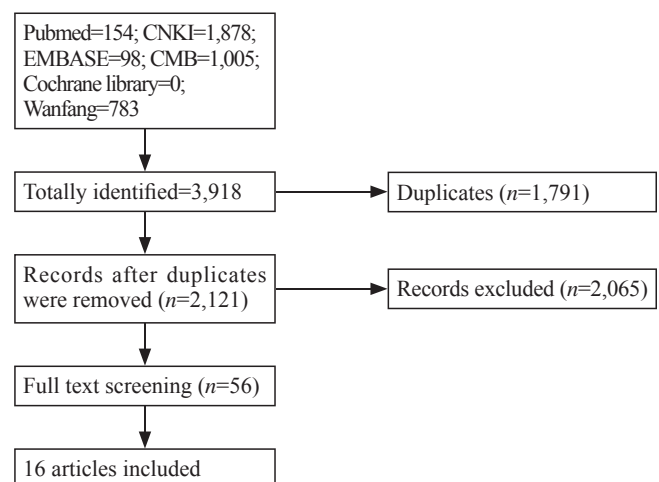 Pubmed=154; CNKI=1,878;
EMBASE=98; CMB=1,005;
Cochrane library=0;
Wanfang=783
Totally identified=3,918
Duplicates (n=1,791)
Records after duplicates
were removed (n=2,121)
Records excluded (n=2,065)
Full text screening (n=56)
16 articles included